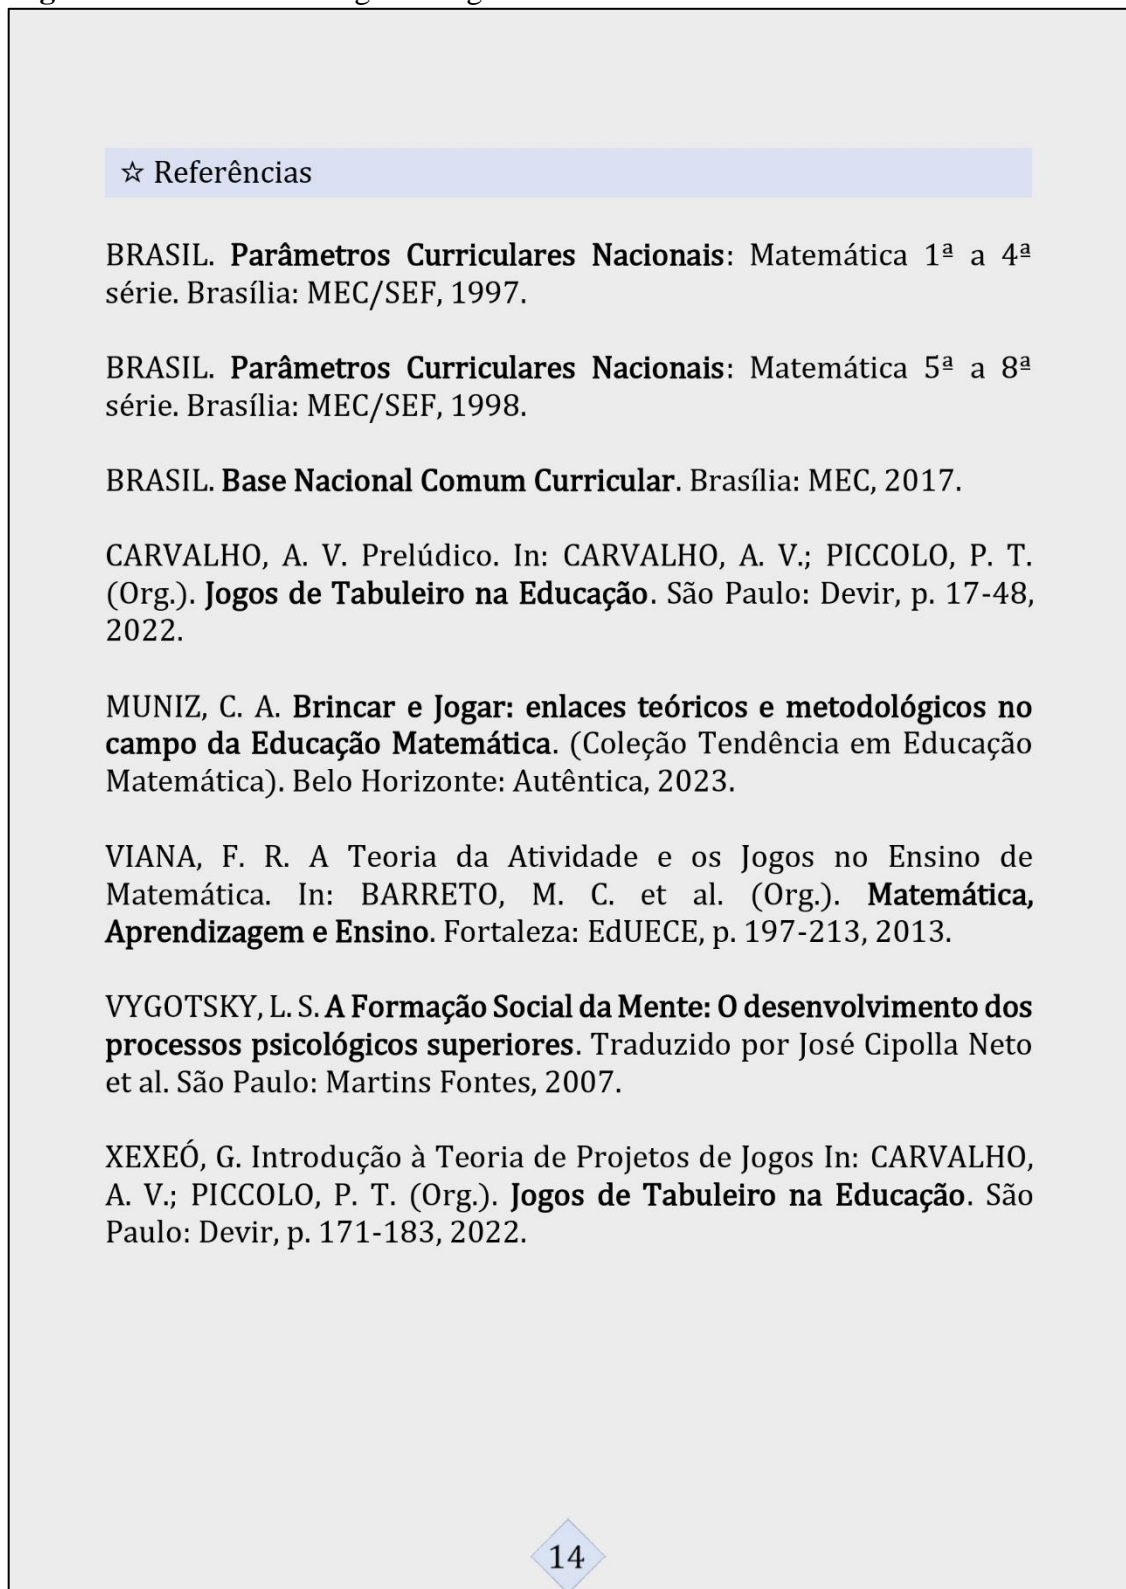 ☆ Referências
BRASIL. Parâmetros Curriculares Nacionais: Matemática 1ª a 4ª
série. Brasília: MEC/SEF, 1997.
BRASIL. Parâmetros Curriculares Nacionais: Matemática 5ª a 8ª
série. Brasília: MEC/SEF, 1998.
BRASIL. Base Nacional Comum Curricular. Brasília: MEC, 2017.
CARVALHO, A. V. Prelúdico. In: CARVALHO, A. V.; PICCOLO, P. T.
(Org.). Jogos de Tabuleiro na Educação. São Paulo: Devir, p. 17-48,
2022.
MUNIZ, C. A. Brincar e Jogar: enlaces teóricos e metodológicos no
campo da Educação Matemática. (Coleção Tendência em Educação
Matemática). Belo Horizonte: Autêntica, 2023.
VIANA, F. R. A Teoria da Atividade e os Jogos no Ensino de
Matemática. In: BARRETO, M. C. et al. (Org.). Matemática,
Aprendizagem e Ensino. Fortaleza: EdUECE, p. 197-213, 2013.
VYGOTSKY, L. S. A Formação Social da Mente: O desenvolvimento dos
processos psicológicos superiores. Traduzido por José Cipolla Neto
et al. São Paulo: Martins Fontes, 2007.
XEXEÓ, G. Introdução à Teoria de Projetos de Jogos In: CARVALHO,
A. V.; PICCOLO, P. T. (Org.). Jogos de Tabuleiro na Educação. São
Paulo: Devir, p. 171-183, 2022.
14